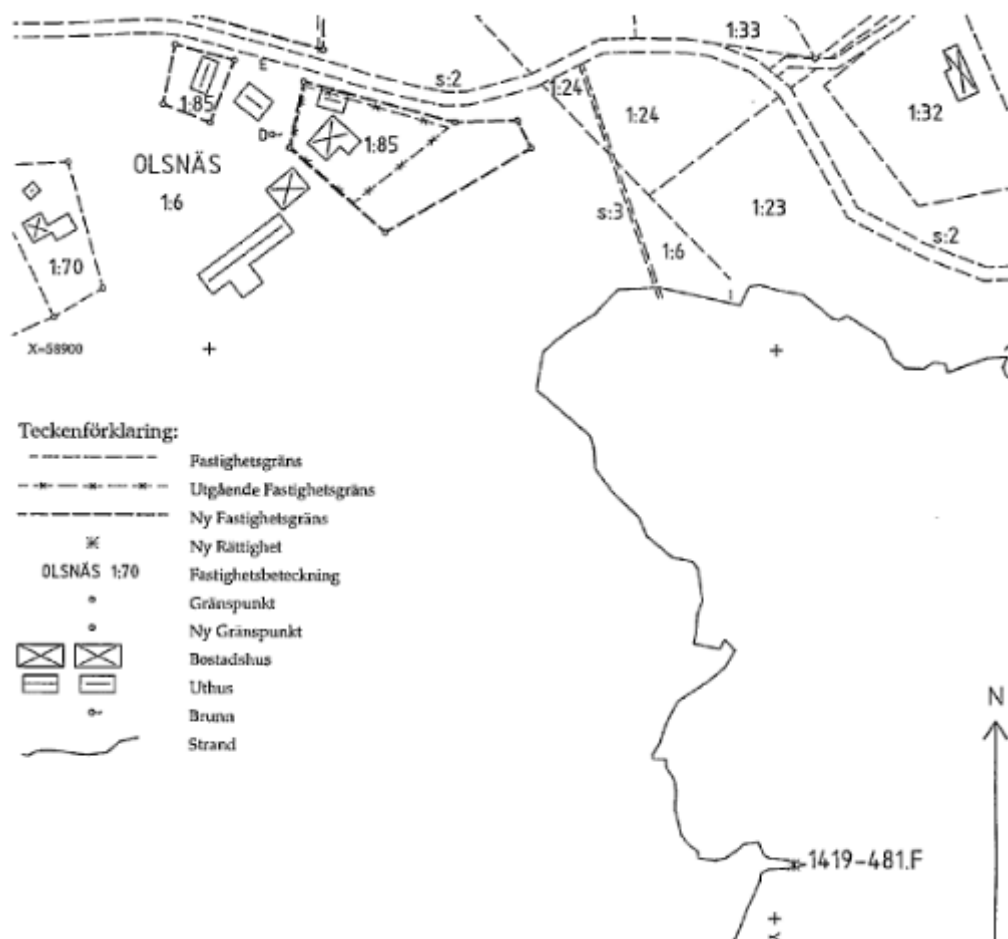 1:33
s:2
1:24
1:24
1:85
E
1:85
1:32
OLSNÄS
1:6
1:23
s:3
s:2
1:6
1:70
X=58900
Teckenförklaring:
Fastighetsgräns
Utgående Fastighetsgräns
Ny Fastighetsgräns
Ny Rättighet
OLSNÄS 1:70 Fastighetsbeteckning
Gränspunkt
Ny Gränspunkt
Bostadshus
Uthus
Brunn
Strand
N
1419-481.F